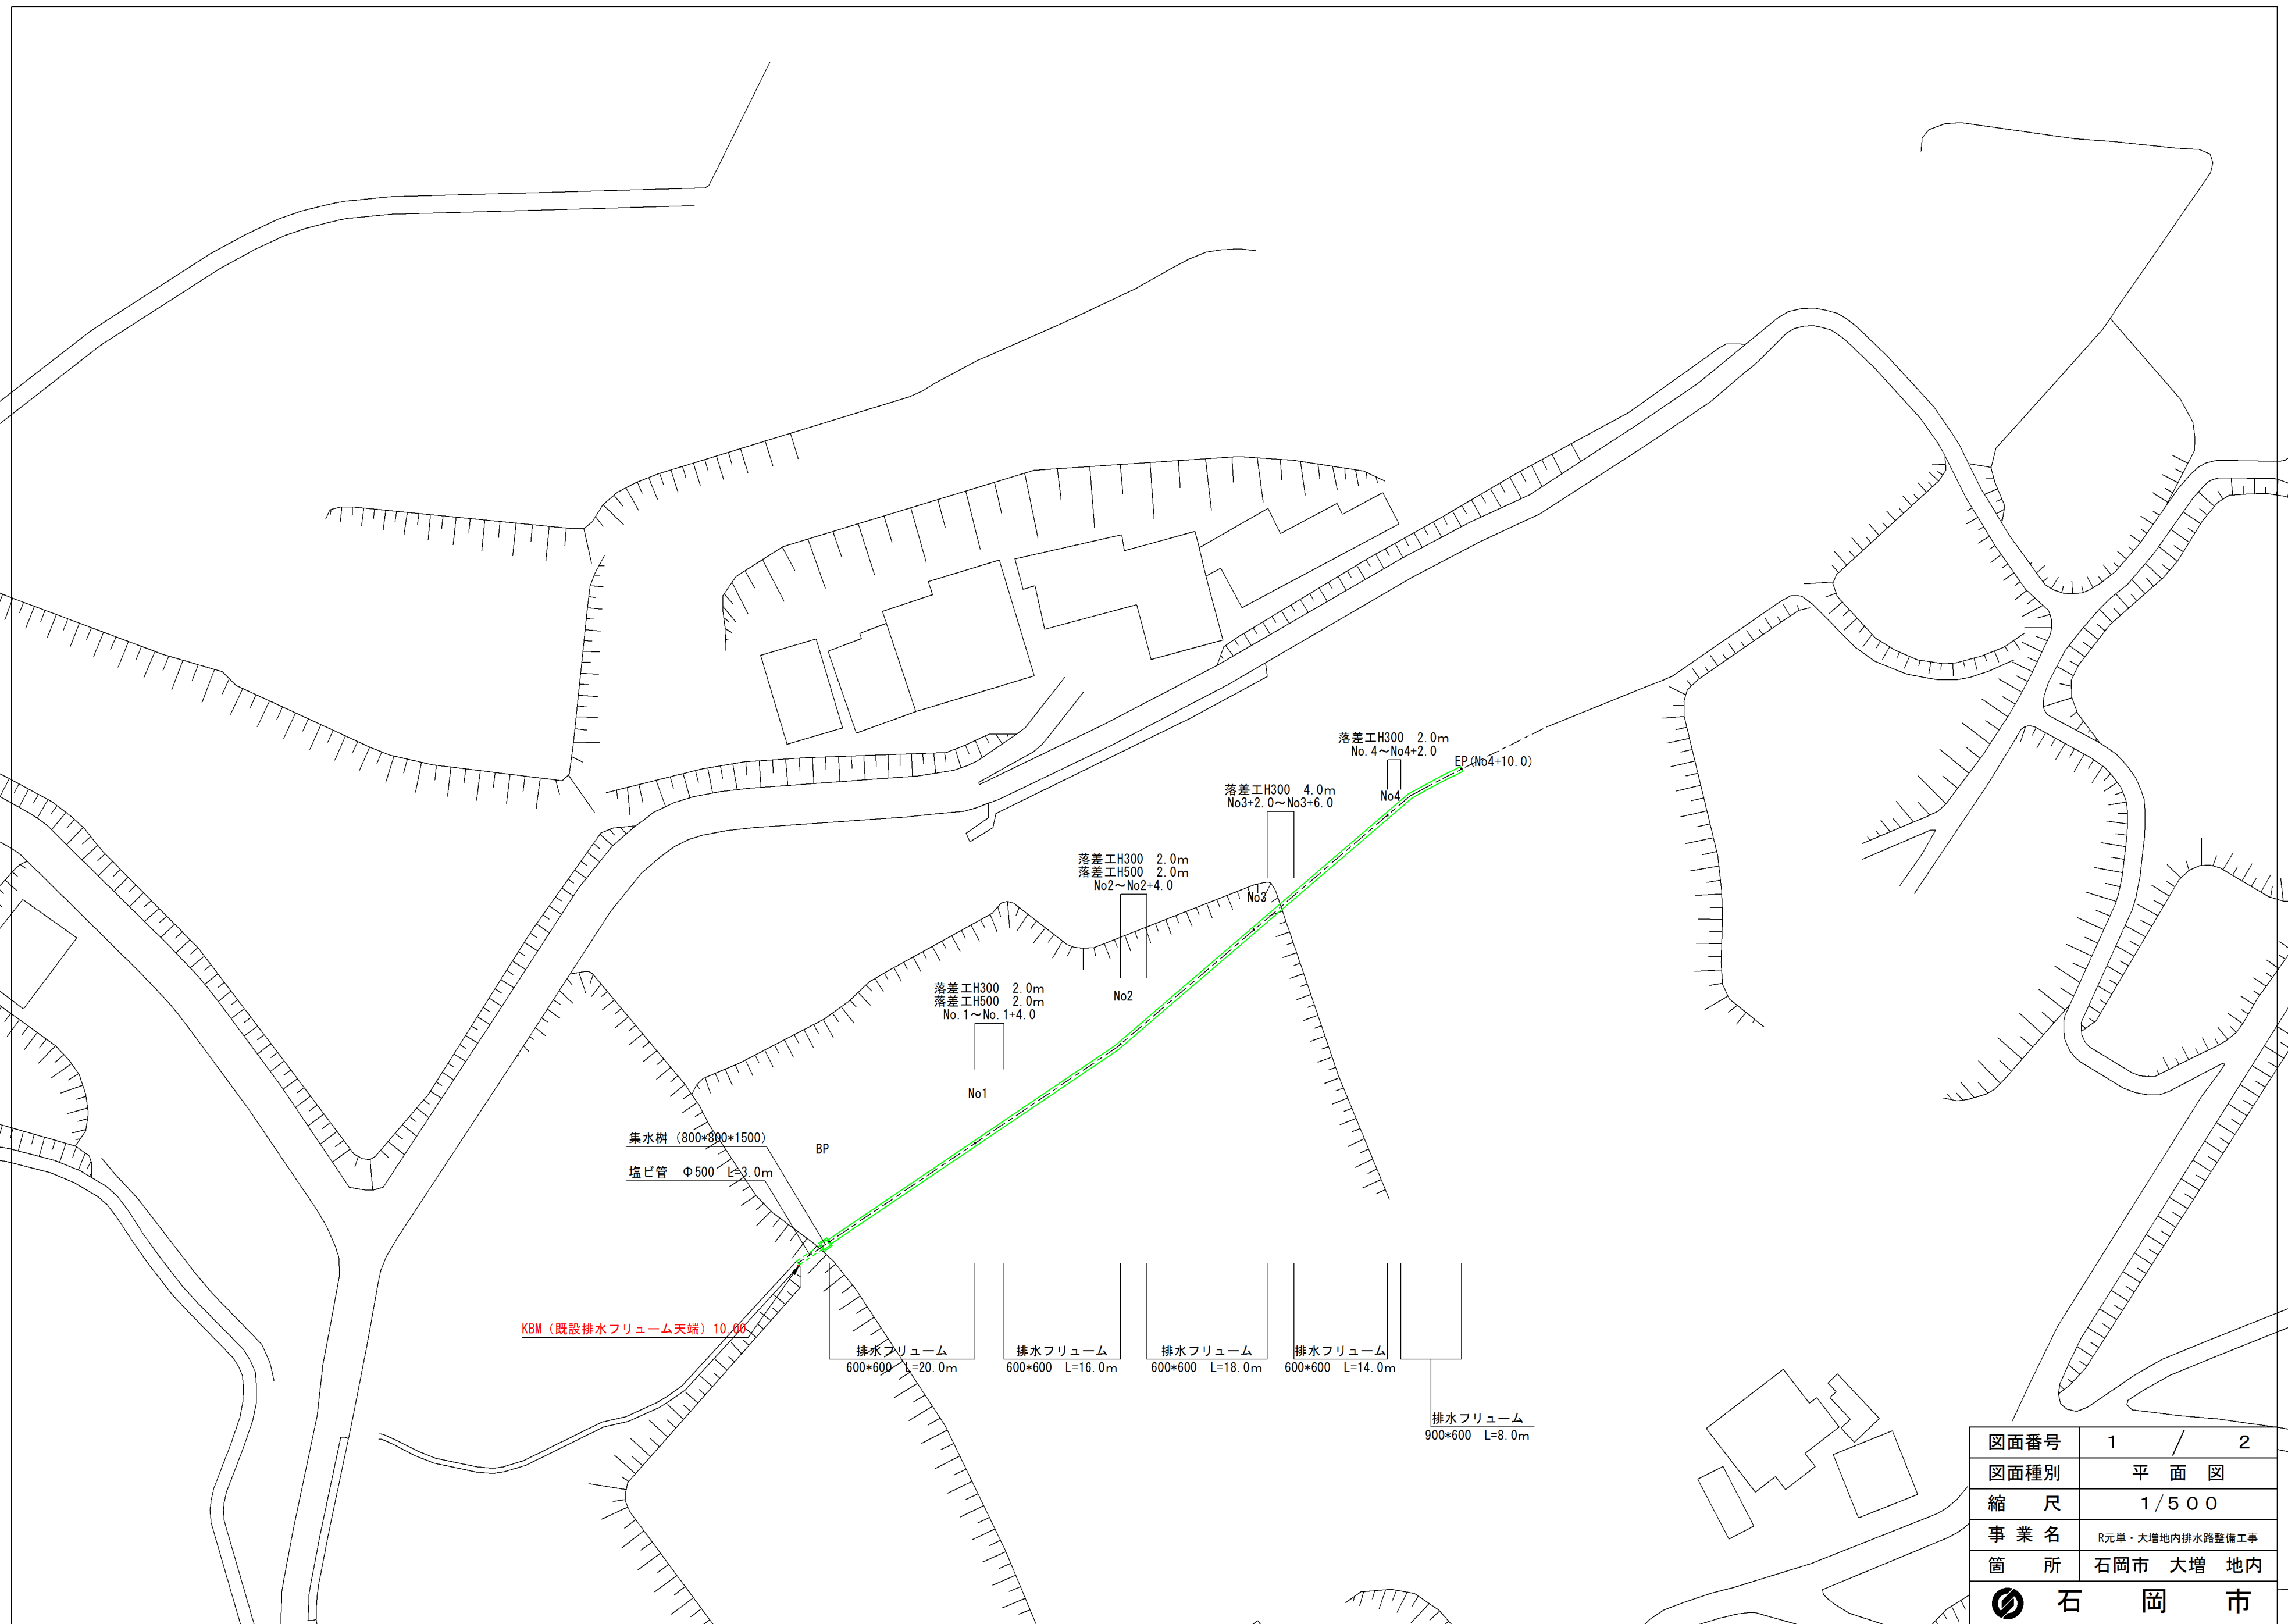 落差工H300　2.0m
No.4～No4+2.0
EP(No4+10.0)
No4
落差工H300　4.0m
No3+2.0～No3+6.0
No3
落差工H300　2.0m
落差工H500　2.0m
No2～No2+4.0
No2
落差工H300　2.0m
落差工H500　2.0m
No.1～No.1+4.0
No1
集水桝（800*800*1500）
BP
塩ビ管　Φ500　L=3.0m
KBM（既設排水フリューム天端）10.00
排水フリューム
600*600　L=20.0m
排水フリューム
600*600　L=16.0m
排水フリューム
600*600　L=18.0m
排水フリューム
600*600　L=14.0m
排水フリューム
900*600　L=8.0m
図面番号　1　/　2
図面種別　平　面　図
縮　尺　1/500
事 業 名　R元単・大増地内排水路整備工事
箇　所　石岡市　大増　地内
石　岡　市